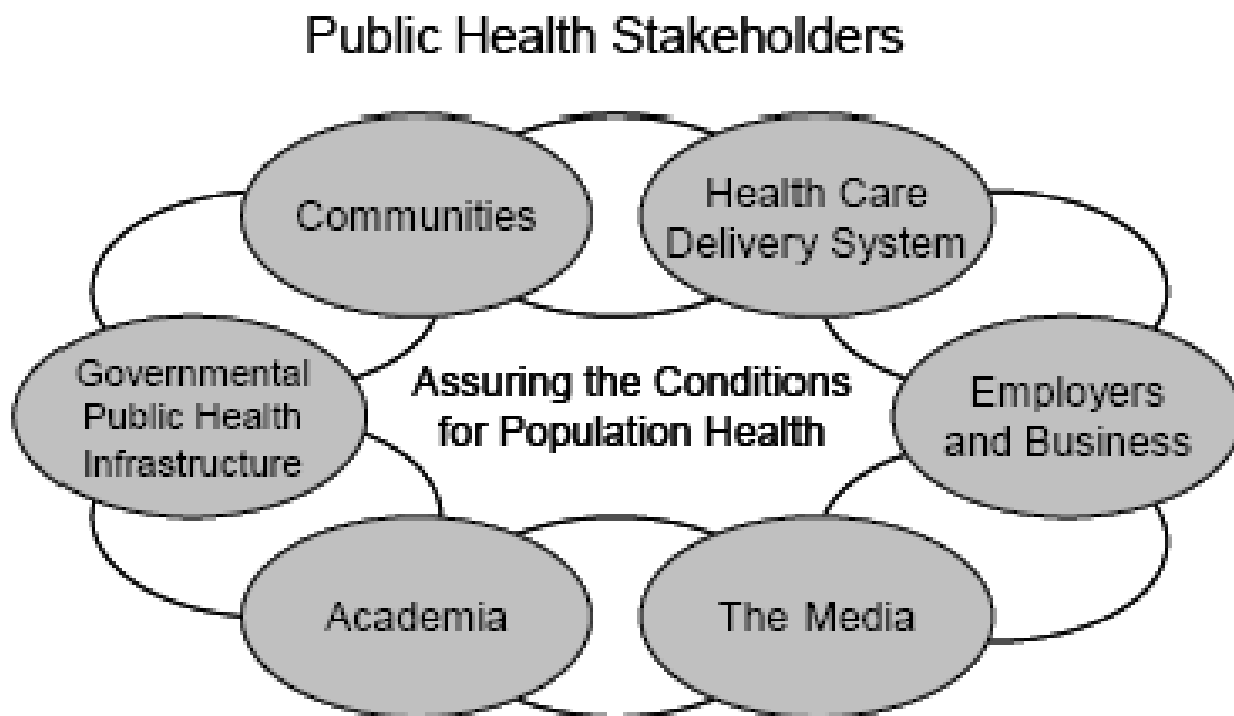 Public Health Stakeholders
Communities
Health Care
Delivery System
Governmental
Public Health
Infrastructure
Assuring the Conditions
for Population Health
Employers
and Business
Academia
The Media